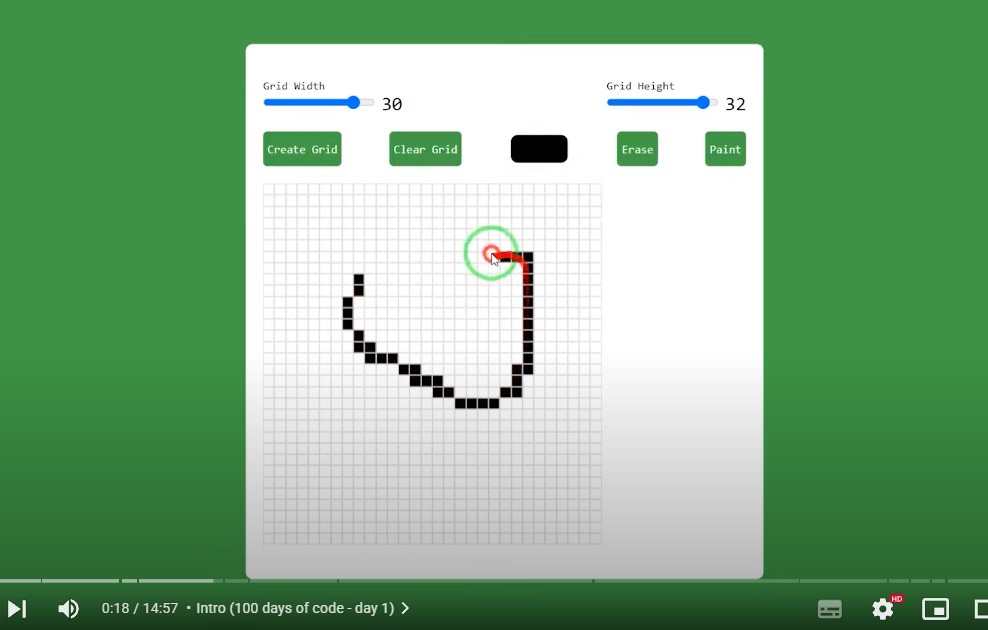 Grid Width
30
Grid Height
32
Create Grid
Clear Grid
Erase
Paint
0:18 / 14:57 • Intro (100 days of code - day 1)
HD